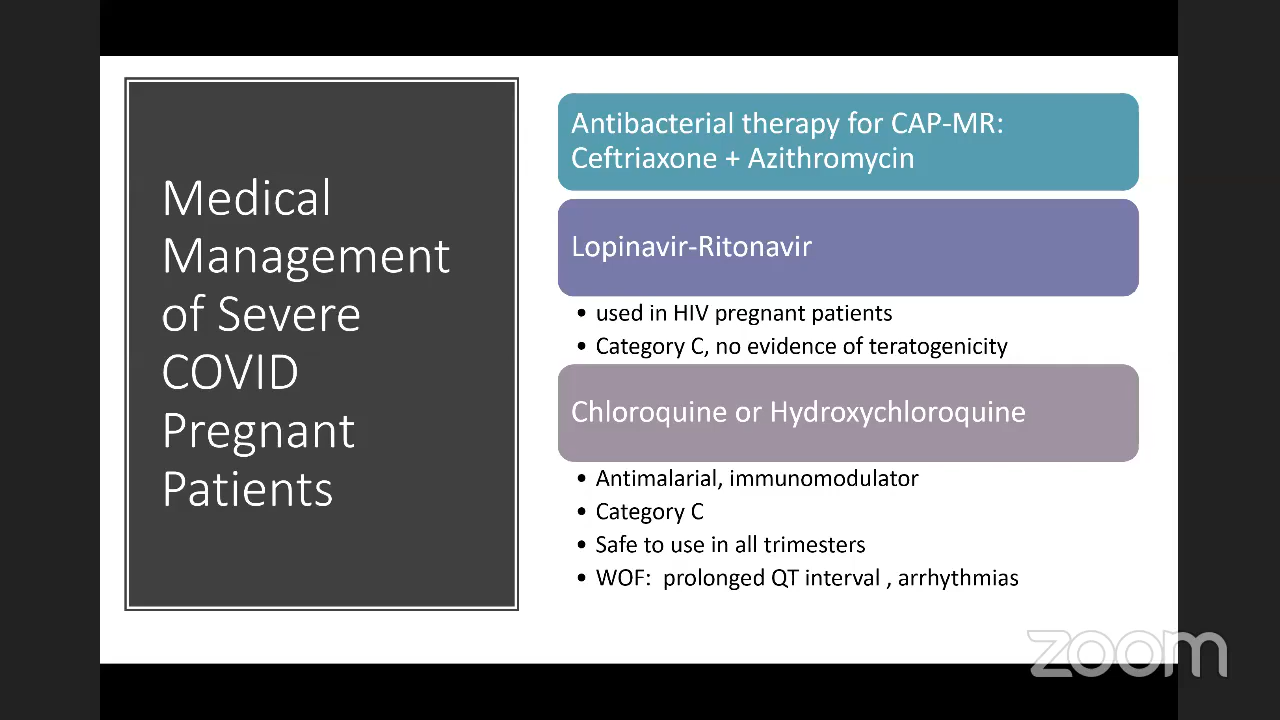 Medical
Management
of Severe
COVID
Pregnant
Patients
Antibacterial therapy for CAP-MR:
Ceftriaxone + Azithromycin
Lopinavir-Ritonavir
• used in HIV pregnant patients
• Category C, no evidence of teratogenicity
Chloroquine or Hydroxychloroquine
• Antimalarial, immunomodulator
• Category C
• Safe to use in all trimesters
• WOF:  prolonged QT interval , arrhythmias
zoom